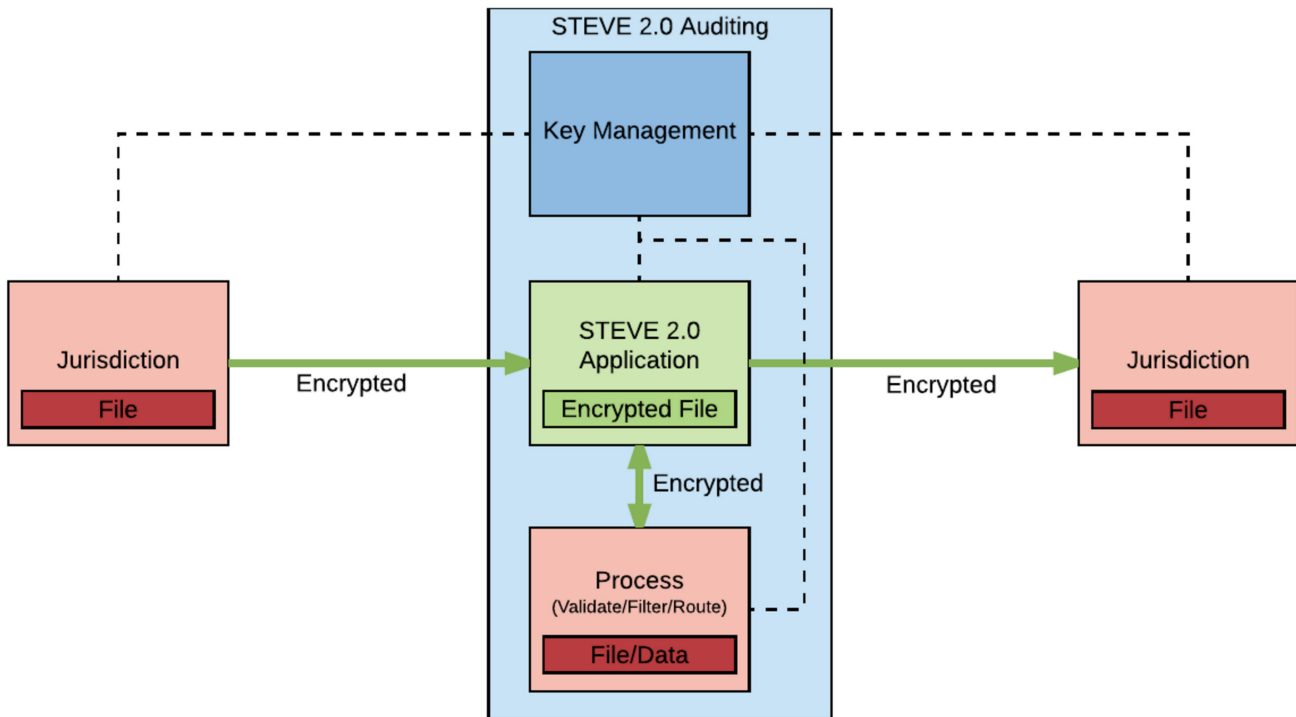 STEVE 2.0 Auditing
Key Management
Jurisdiction
File
Encrypted
STEVE 2.0
Application
Encrypted File
Encrypted
Jurisdiction
File
Encrypted
Process
(Validate/Filter/Route)
File/Data